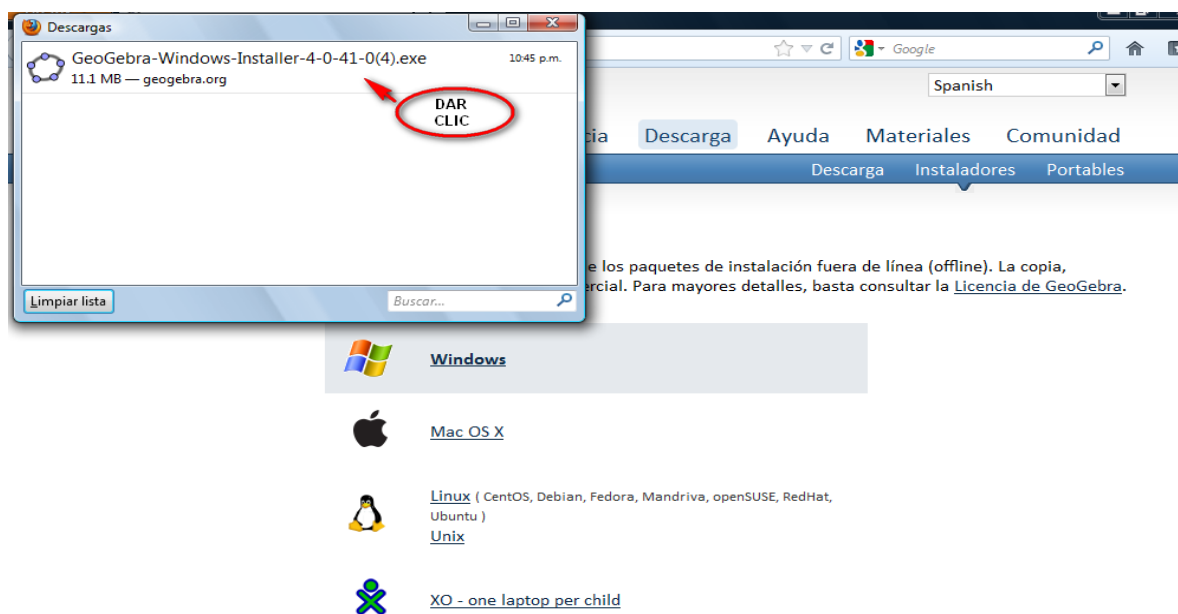 Descargas
GeoGebra-Windows-Installer-4-0-41-0(4).exe 10:45 p.m.
11.1 MB — geogebra.org
DAR
CLIC
Limpiar lista
Buscar...
Google
Spanish
Descarga Ayuda Materiales Comunidad
Descarga Instaladores Portables
los paquetes de instalación fuera de línea (offline). La copia,
Para mayores detalles, basta consultar la Licencia de GeoGebra.
Windows
Mac OS X
Linux ( CentOS, Debian, Fedora, Mandriva, openSUSE, RedHat,
Ubuntu )
Unix
XO - one laptop per child